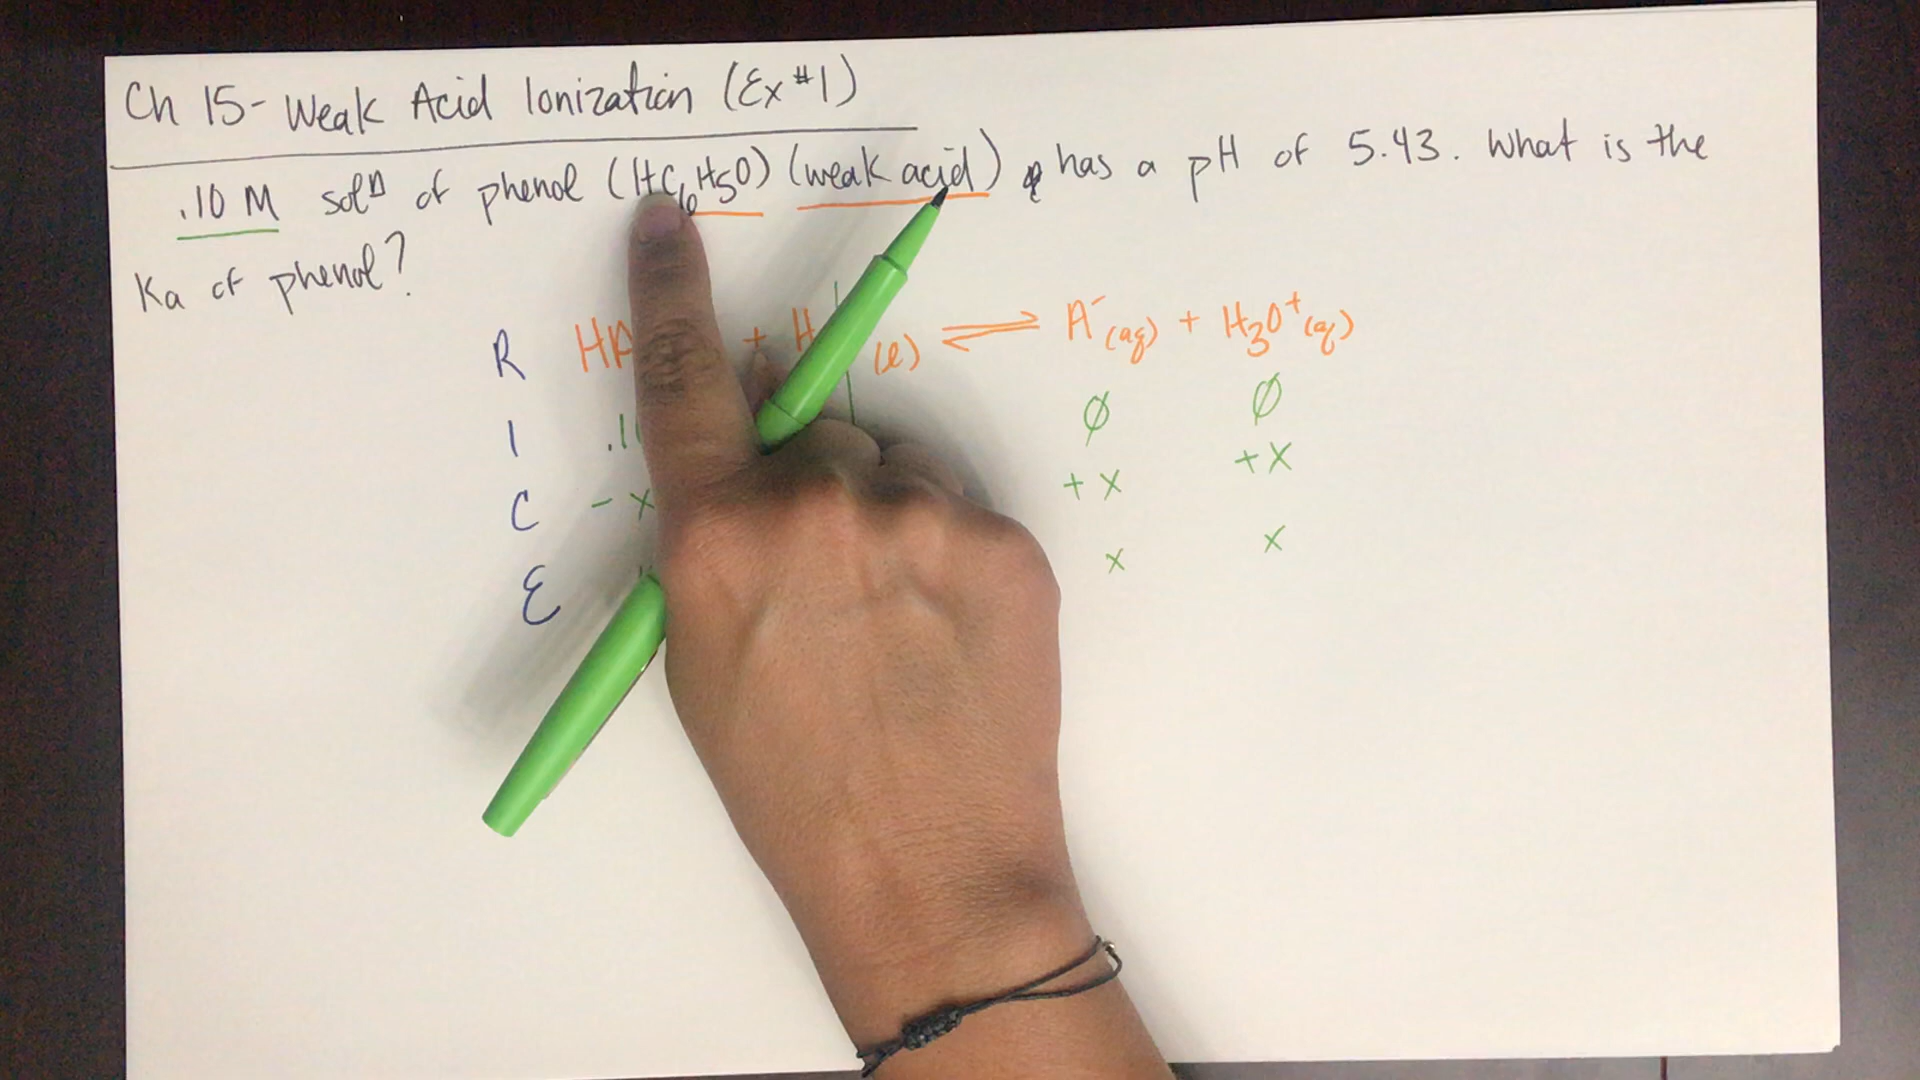 Ch 15- Weak Acid Ionization (Ex #1)
.10 M solⁿ of phenol (HC₆H₅O) (weak acid) has a pH of 5.43. What is the
Ka of phenol?
R HA + H (l) ⇌ A⁻(aq) + H₃O⁺(q)
I .1 ∅ ∅
C - x + x + x
E x x